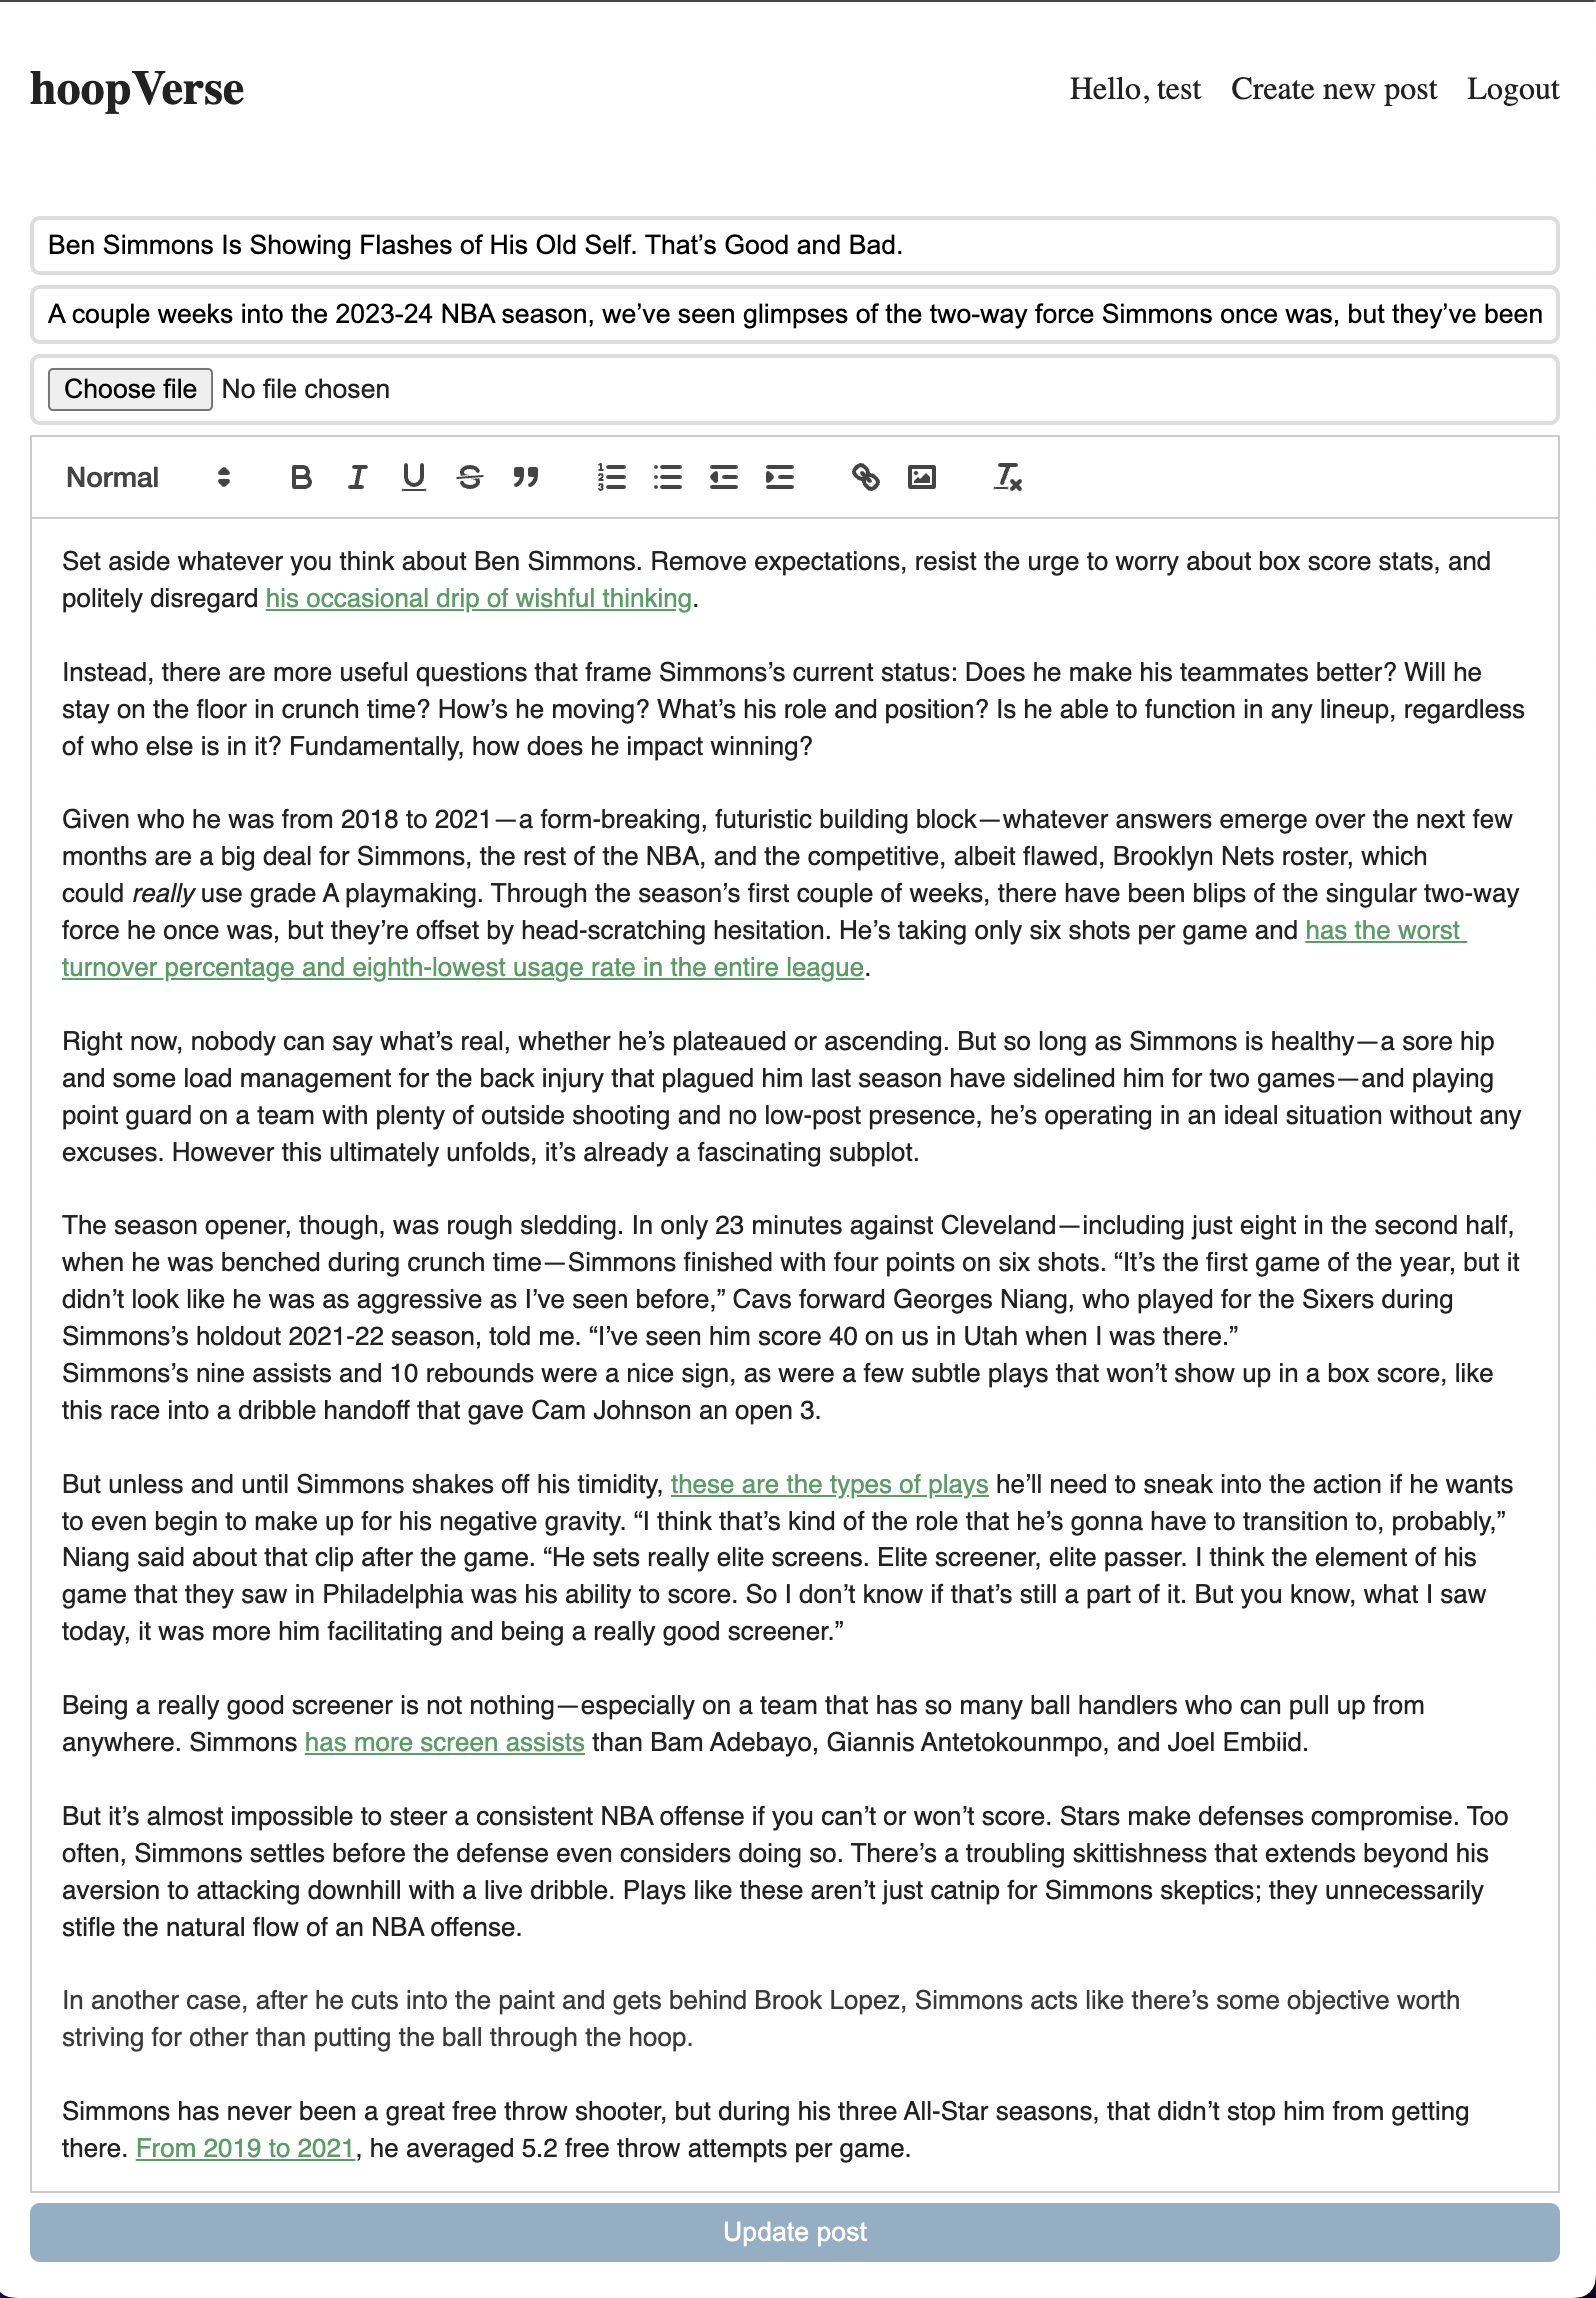 hoopVerse
Hello, test Create new post Logout
Ben Simmons Is Showing Flashes of His Old Self. That’s Good and Bad.
A couple weeks into the 2023-24 NBA season, we’ve seen glimpses of the two-way force Simmons once was, but they’ve been
Choose file No file chosen
Normal
Set aside whatever you think about Ben Simmons. Remove expectations, resist the urge to worry about box score stats, and
politely disregard his occasional drip of wishful thinking.
Instead, there are more useful questions that frame Simmons’s current status: Does he make his teammates better? Will he
stay on the floor in crunch time? How’s he moving? What’s his role and position? Is he able to function in any lineup, regardless
of who else is in it? Fundamentally, how does he impact winning?
Given who he was from 2018 to 2021—a form-breaking, futuristic building block—whatever answers emerge over the next few
months are a big deal for Simmons, the rest of the NBA, and the competitive, albeit flawed, Brooklyn Nets roster, which
could really use grade A playmaking. Through the season’s first couple of weeks, there have been blips of the singular two-way
force he once was, but they’re offset by head-scratching hesitation. He’s taking only six shots per game and has the worst
turnover percentage and eighth-lowest usage rate in the entire league.
Right now, nobody can say what’s real, whether he’s plateaued or ascending. But so long as Simmons is healthy—a sore hip
and some load management for the back injury that plagued him last season have sidelined him for two games—and playing
point guard on a team with plenty of outside shooting and no low-post presence, he’s operating in an ideal situation without any
excuses. However this ultimately unfolds, it’s already a fascinating subplot.
The season opener, though, was rough sledding. In only 23 minutes against Cleveland—including just eight in the second half,
when he was benched during crunch time—Simmons finished with four points on six shots. “It’s the first game of the year, but it
didn’t look like he was as aggressive as I’ve seen before,” Cavs forward Georges Niang, who played for the Sixers during
Simmons’s holdout 2021-22 season, told me. “I’ve seen him score 40 on us in Utah when I was there.”
Simmons’s nine assists and 10 rebounds were a nice sign, as were a few subtle plays that won’t show up in a box score, like
this race into a dribble handoff that gave Cam Johnson an open 3.
But unless and until Simmons shakes off his timidity, these are the types of plays he’ll need to sneak into the action if he wants
to even begin to make up for his negative gravity. “I think that’s kind of the role that he’s gonna have to transition to, probably,”
Niang said about that clip after the game. “He sets really elite screens. Elite screener, elite passer. I think the element of his
game that they saw in Philadelphia was his ability to score. So I don’t know if that’s still a part of it. But you know, what I saw
today, it was more him facilitating and being a really good screener.”
Being a really good screener is not nothing—especially on a team that has so many ball handlers who can pull up from
anywhere. Simmons has more screen assists than Bam Adebayo, Giannis Antetokounmpo, and Joel Embiid.
But it’s almost impossible to steer a consistent NBA offense if you can’t or won’t score. Stars make defenses compromise. Too
often, Simmons settles before the defense even considers doing so. There’s a troubling skittishness that extends beyond his
aversion to attacking downhill with a live dribble. Plays like these aren’t just catnip for Simmons skeptics; they unnecessarily
stifle the natural flow of an NBA offense.
In another case, after he cuts into the paint and gets behind Brook Lopez, Simmons acts like there’s some objective worth
striving for other than putting the ball through the hoop.
Simmons has never been a great free throw shooter, but during his three All-Star seasons, that didn’t stop him from getting
there. From 2019 to 2021, he averaged 5.2 free throw attempts per game.
Update post